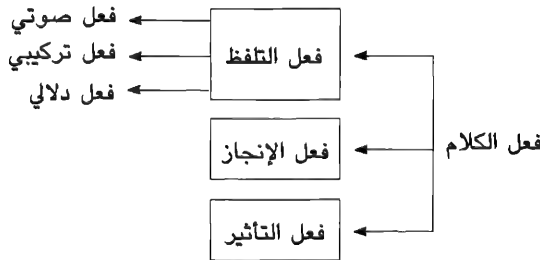 فعل الكلام
فعل التلفظ
فعل صوتي
فعل تركيبي
فعل دلالي
فعل الإنجاز
فعل التأثير